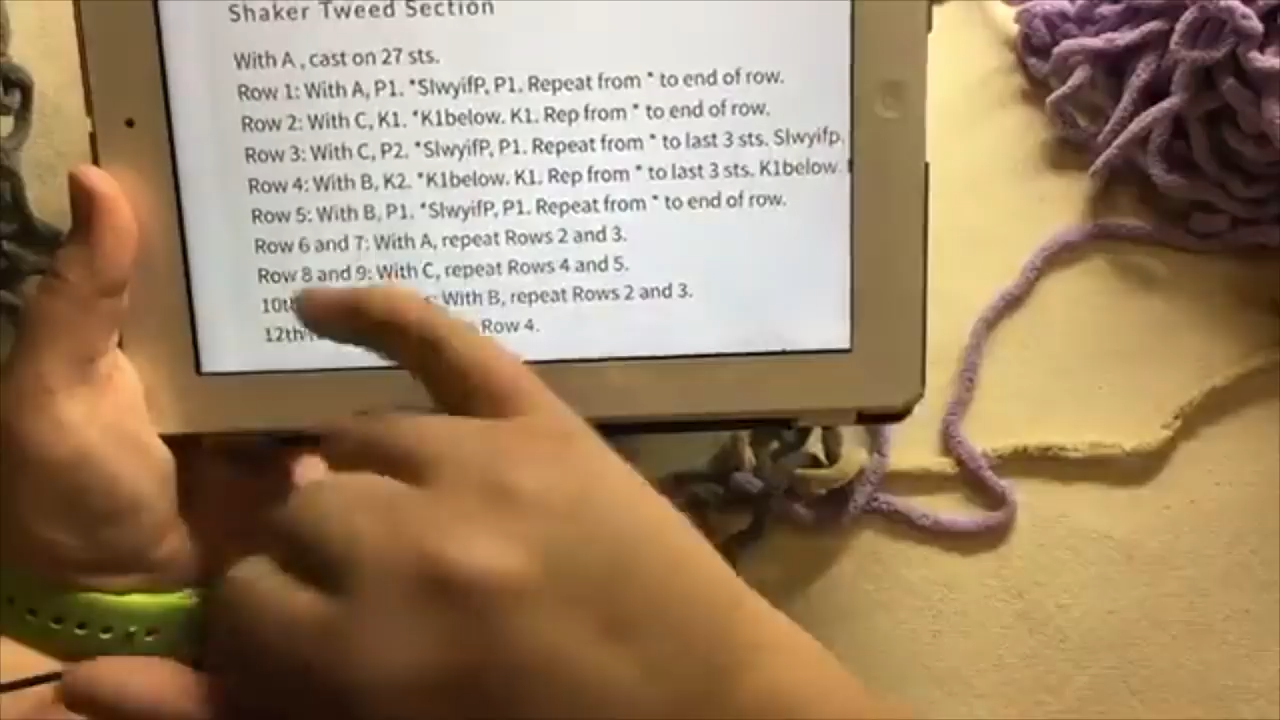 Shaker Tweed Section
With A , cast on 27 sts.
Row 1: With A, P1. *SlwyifP, P1. Repeat from * to end of row.
Row 2: With C, K1. *K1below. K1. Rep from * to end of row.
Row 3: With C, P2. *SlwyifP, P1. Repeat from * to last 3 sts. Slwyifp,
Row 4: With B, K2. *K1below. K1. Rep from * to last 3 sts. K1below.
Row 5: With B, P1. *SlwyifP, P1. Repeat from * to end of row.
Row 6 and 7: With A, repeat Rows 2 and 3.
Row 8 and 9: With C, repeat Rows 4 and 5.
With B, repeat Rows 2 and 3.
12th Row 4.